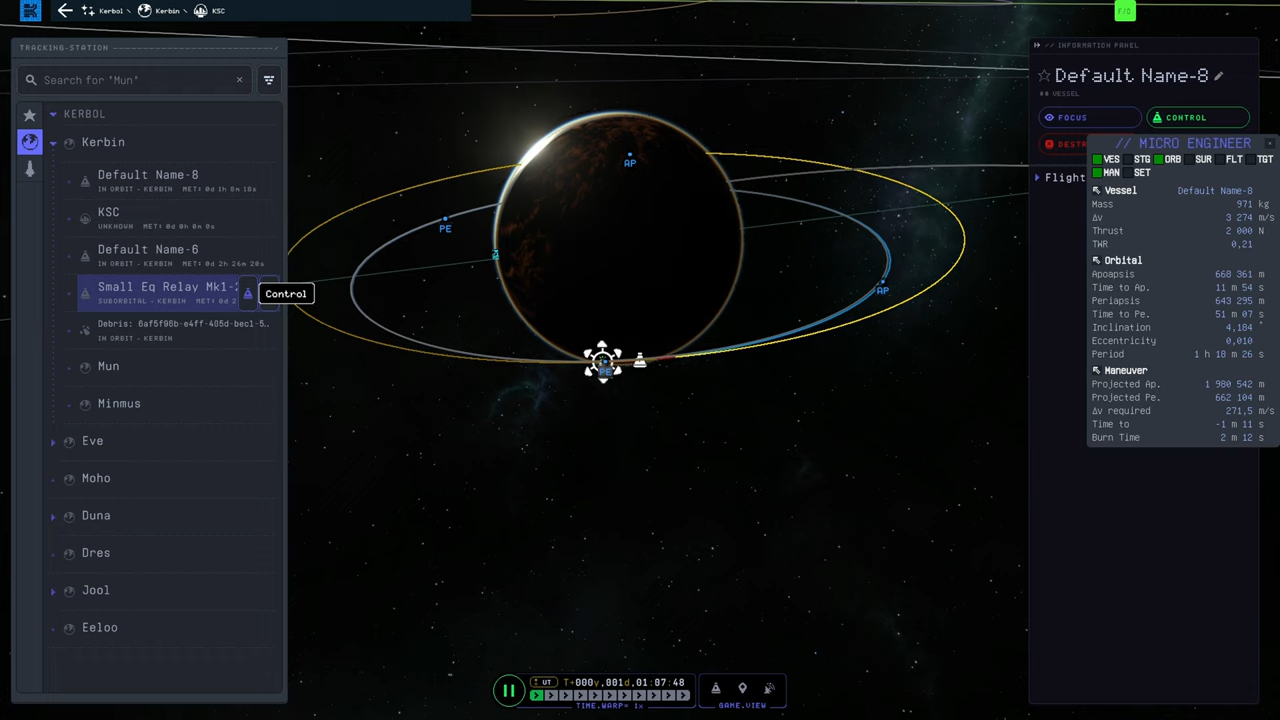 Kerbol Kerbin KSC
F/D
TRACKING-STATION
Search for "Mun" ×
KERBOL
Kerbin
Default Name-8
IN ORBIT - KERBIN MET: 0d 1h 0m 18s
KSC
UNKNOWN MET: 0d 0h 0m 0s
Default Name-6
IN ORBIT - KERBIN MET: 0d 2h 26m 20s
Small Eq Relay Mk1-2
SUBORBITAL - KERBIN MET: 0d 2
Control
Debris: 6af5f98b-e4ff-405d-bec1-5..
IN ORBIT - KERBIN
Mun
Minmus
Eve
Moho
Duna
Dres
Jool
Eeloo
AP
PE
AP
PE
UT T+000y,001d,01:07:48
TIME.WARP= 1x
GAME.VIEW
// INFORMATION PANEL
Default Name-8
VESSEL
FOCUS
CONTROL
DESTR
Flight
// MICRO ENGINEER ×
VES STG ORB SUR FLT TGT
MAN SET
Vessel Default Name-8
Mass 971 kg
Δv 3 274 m/s
Thrust 2 000 N
TWR 0,21
Orbital
Apoapsis 668 361 m
Time to Ap. 11 m 54 s
Periapsis 643 295 m
Time to Pe. 51 m 07 s
Inclination 4,184 °
Eccentricity 0,010
Period 1 h 18 m 26 s
Maneuver
Projected Ap. 1 980 542 m
Projected Pe. 662 104 m
Δv required 271,5 m/s
Time to -1 m 11 s
Burn Time 2 m 12 s